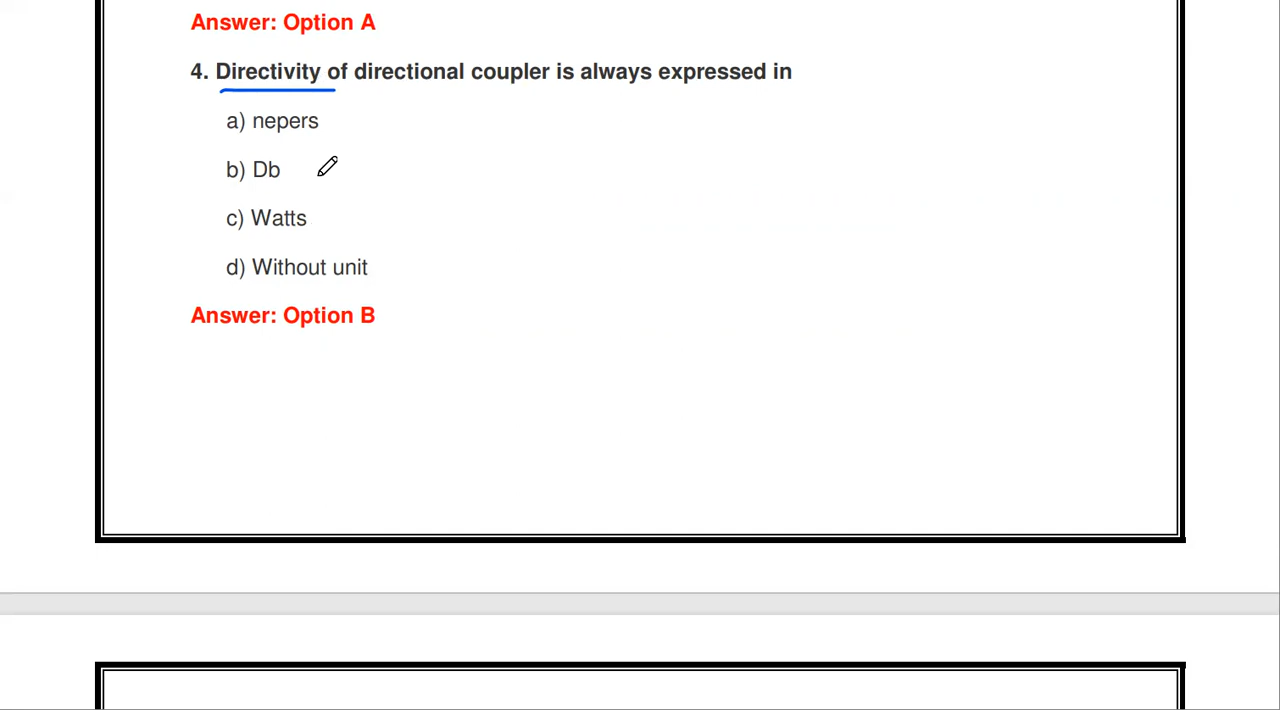 Answer: Option A
4. Directivity of directional coupler is always expressed in
a) nepers
b) Db
c) Watts
d) Without unit
Answer: Option B